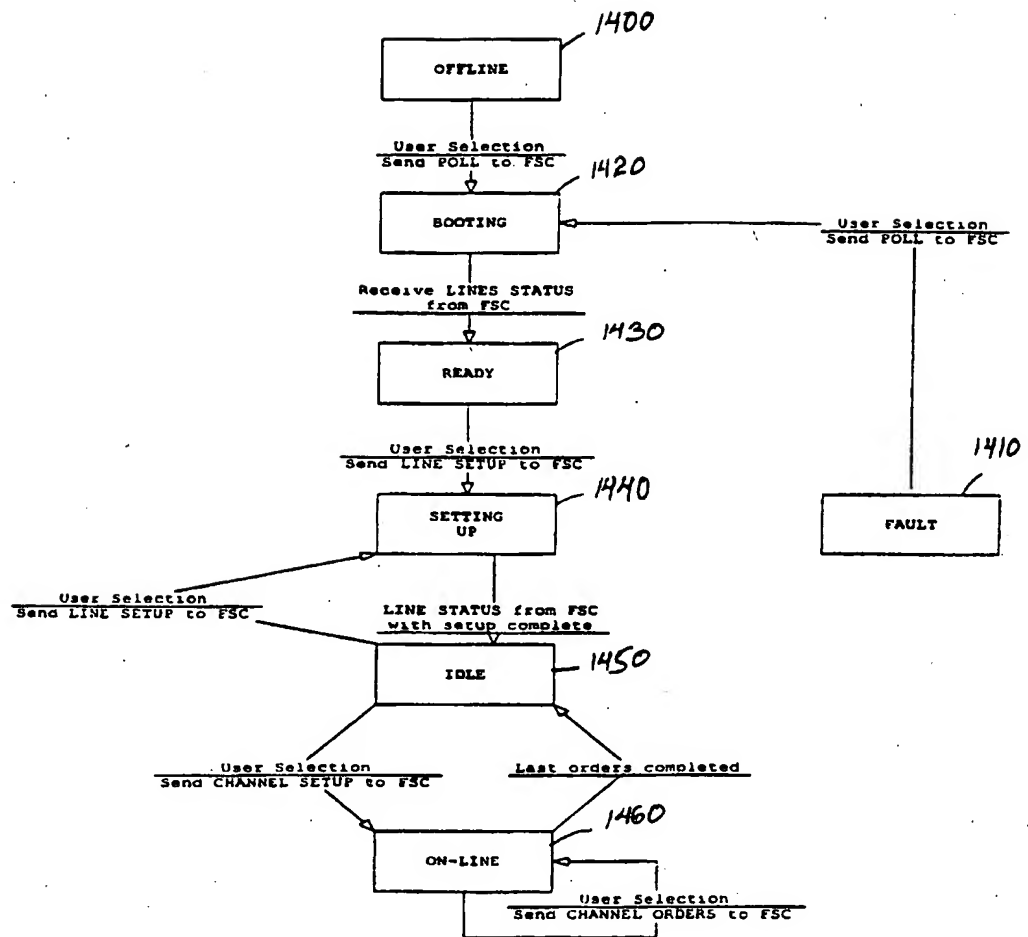 1400
OFFLINE
User Selection
Send POLL to FSC
1420
BOOTING
User Selection
Send POLL to FSC
Receive LINES STATUS
from FSC
1430
READY
User Selection
Send LINE SETUP to FSC
1440
SETTING
UP
1410
FAULT
User Selection
Send LINE SETUP to FSC
LINE STATUS from FSC
with setup complete
1450
IDLE
User Selection
Send CHANNEL SETUP to FSC
Last orders completed
1460
ON-LINE
User Selection
Send CHANNEL ORDERS to FSC